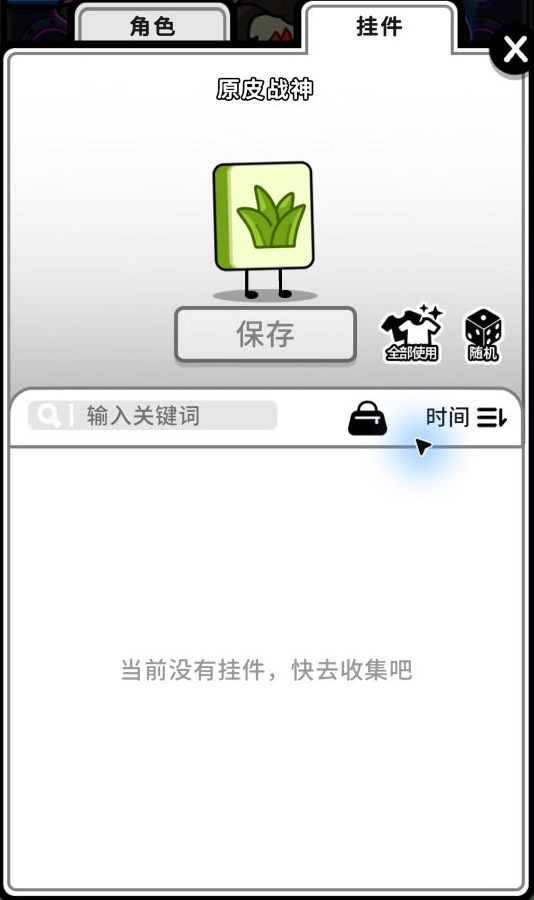 角色
挂件
X
原皮战神
保存
全部使用
随机
输入关键词
时间
当前没有挂件，快去收集吧